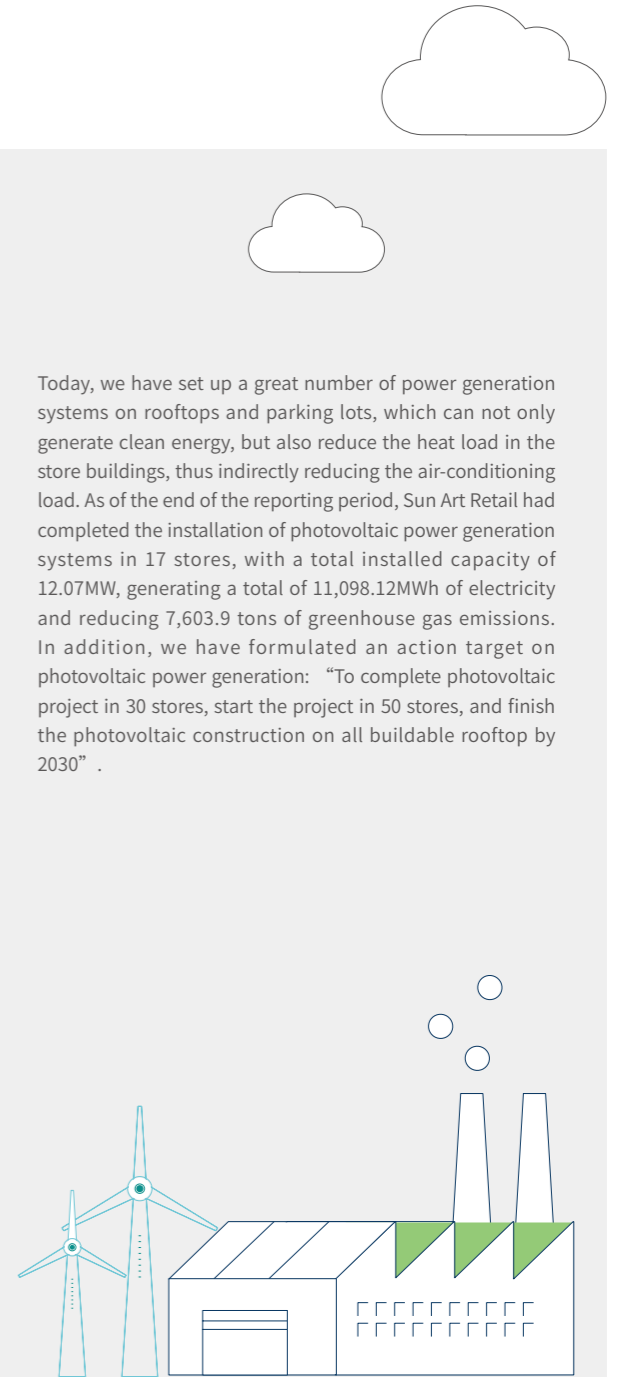 Today, we have set up a great number of power generation
systems on rooftops and parking lots, which can not only
generate clean energy, but also reduce the heat load in the
store buildings, thus indirectly reducing the air-conditioning
load. As of the end of the reporting period, Sun Art Retail had
completed the installation of photovoltaic power generation
systems in 17 stores, with a total installed capacity of
12.07MW, generating a total of 11,098.12MWh of electricity
and reducing 7,603.9 tons of greenhouse gas emissions.
In addition, we have formulated an action target on
photovoltaic power generation: “To complete photovoltaic
project in 30 stores, start the project in 50 stores, and finish
the photovoltaic construction on all buildable rooftop by
2030” .